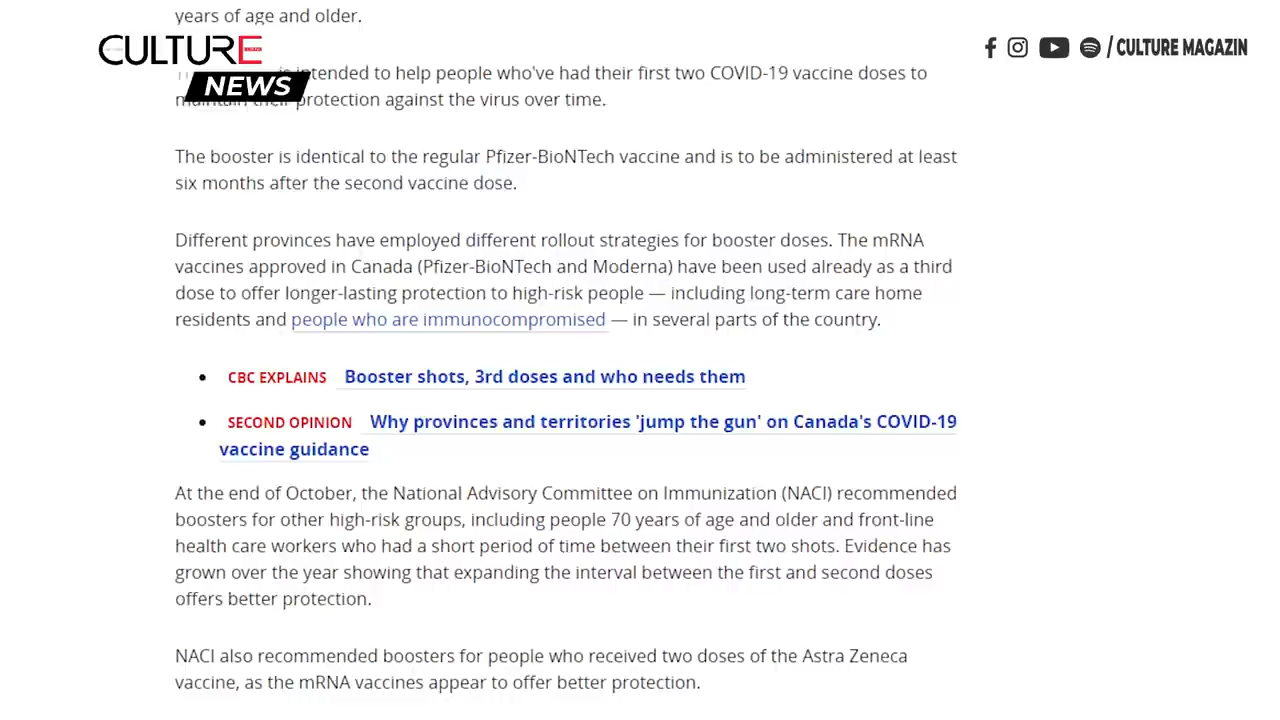 years of age and older.
CULTURE
NEWS
/ CULTURE MAGAZIN
is intended to help people who've had their first two COVID-19 vaccine doses to
maintain their protection against the virus over time.
The booster is identical to the regular Pfizer-BioNTech vaccine and is to be administered at least
six months after the second vaccine dose.
Different provinces have employed different rollout strategies for booster doses. The mRNA
vaccines approved in Canada (Pfizer-BioNTech and Moderna) have been used already as a third
dose to offer longer-lasting protection to high-risk people — including long-term care home
residents and people who are immunocompromised — in several parts of the country.
• CBC EXPLAINS Booster shots, 3rd doses and who needs them
• SECOND OPINION Why provinces and territories 'jump the gun' on Canada's COVID-19
vaccine guidance
At the end of October, the National Advisory Committee on Immunization (NACI) recommended
boosters for other high-risk groups, including people 70 years of age and older and front-line
health care workers who had a short period of time between their first two shots. Evidence has
grown over the year showing that expanding the interval between the first and second doses
offers better protection.
NACI also recommended boosters for people who received two doses of the Astra Zeneca
vaccine, as the mRNA vaccines appear to offer better protection.